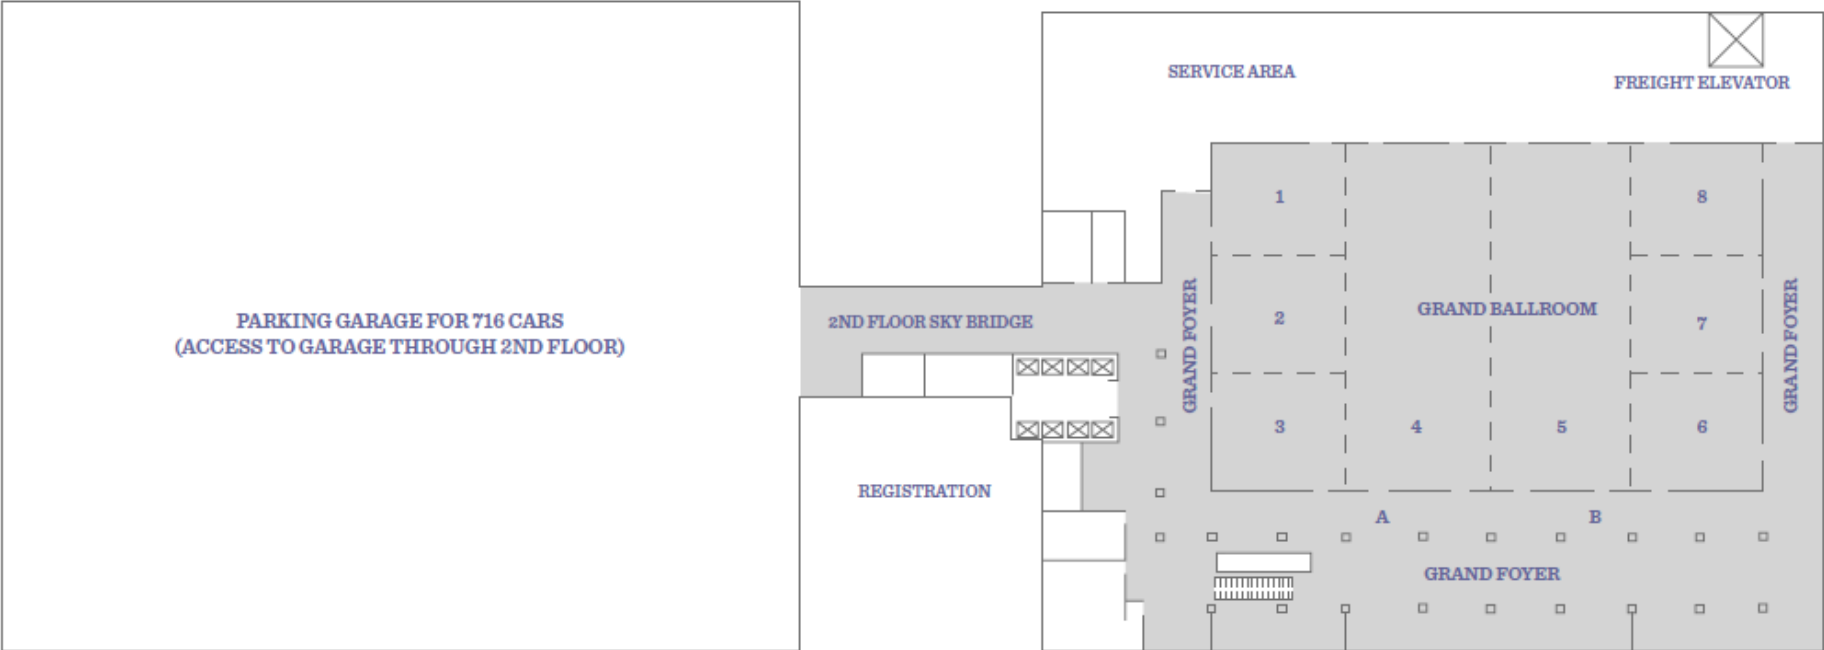 SERVICE AREA
FREIGHT ELEVATOR
1
8
PARKING GARAGE FOR 716 CARS
(ACCESS TO GARAGE THROUGH 2ND FLOOR)
2ND FLOOR SKY BRIDGE
GRAND FOYER
2
GRAND BALLROOM
7
GRAND FOYER
3
4
5
6
REGISTRATION
A
B
GRAND FOYER